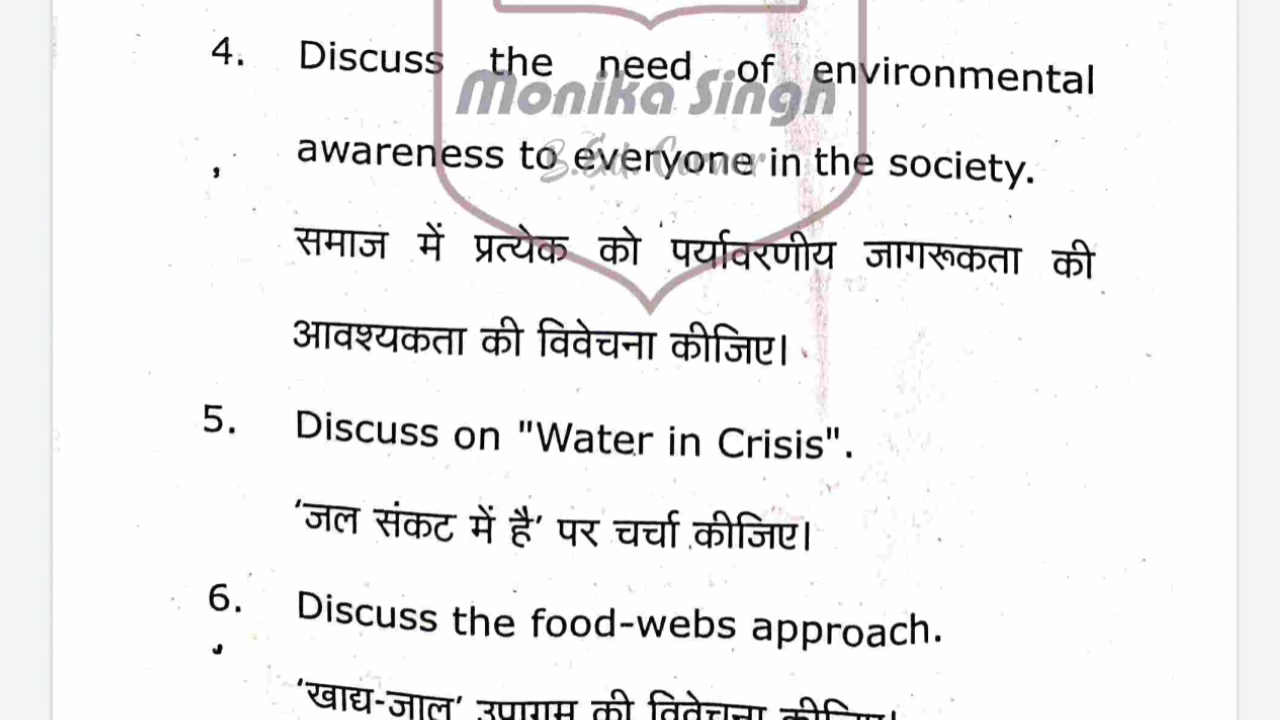 4. Discuss the need of environmental
Monika Singh
awareness to everyone in the society.
B.Ed. Corner
समाज में प्रत्येक को पर्यावरणीय जागरूकता की
आवश्यकता की विवेचना कीजिए।
5. Discuss on "Water in Crisis".
'जल संकट में है' पर चर्चा कीजिए।
6. Discuss the food-webs approach.
'खाद्य-जाल' उपागम की विवेचना कीजिए।